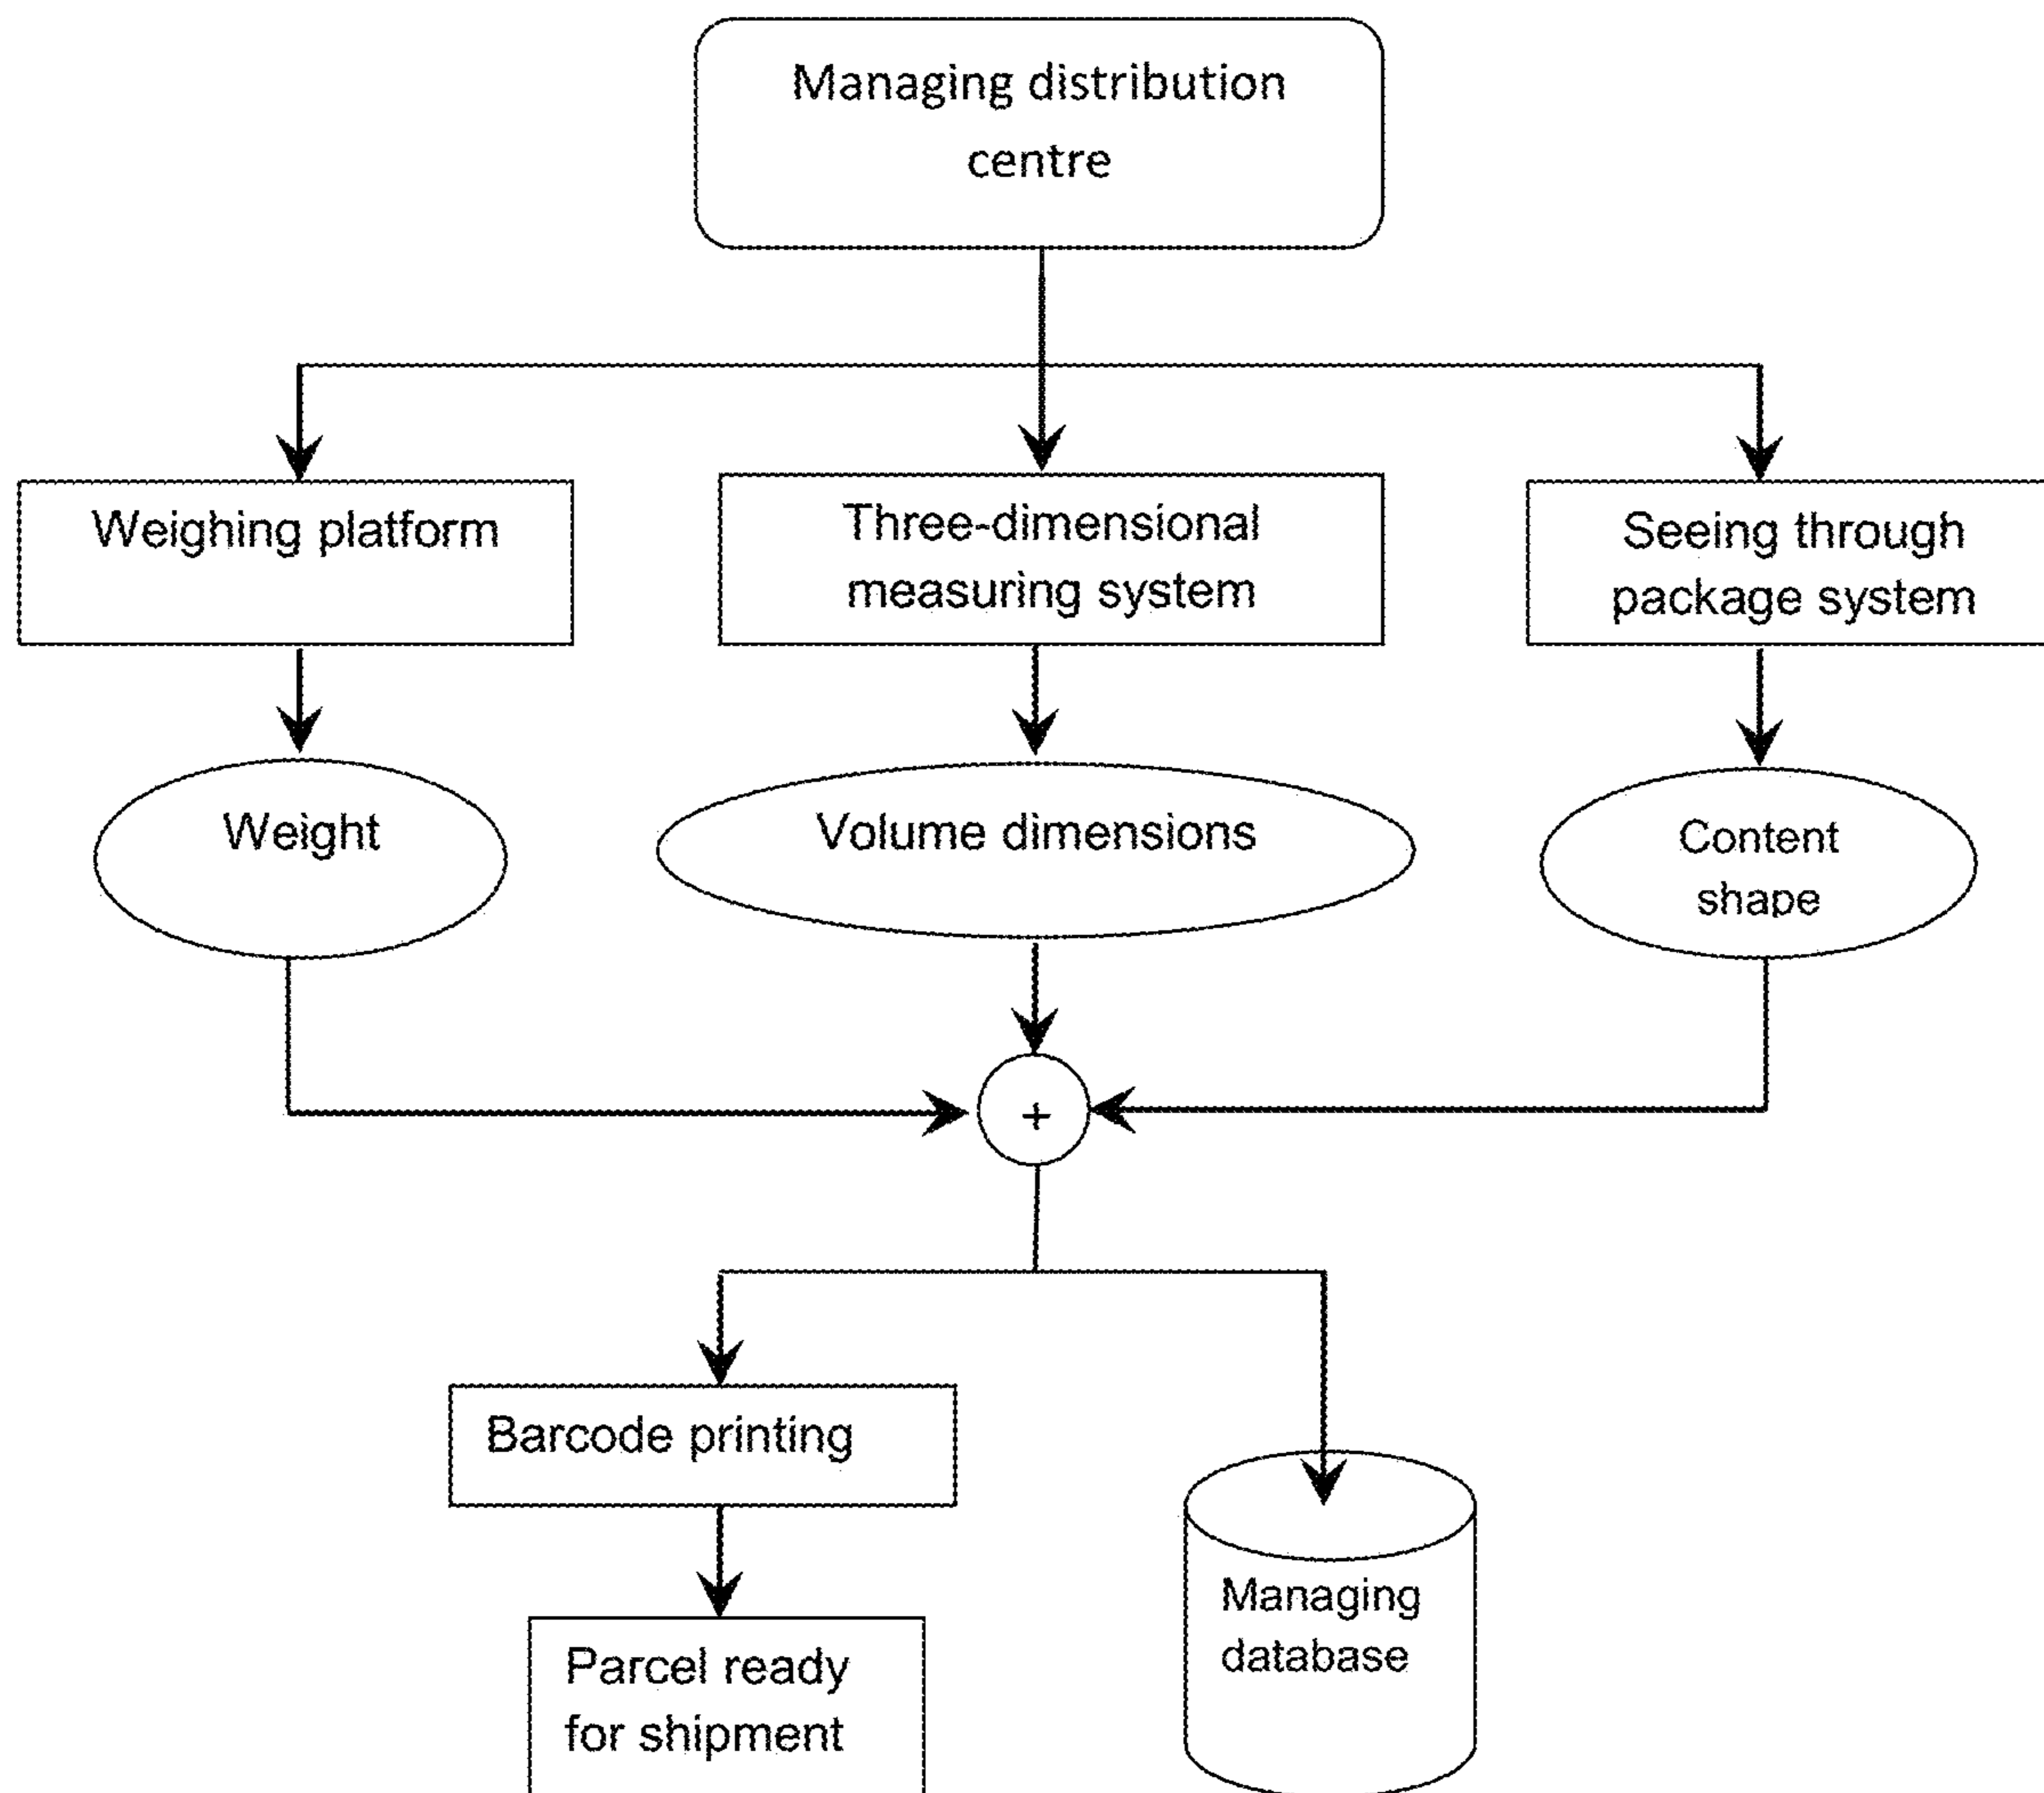 Managing distribution
centre
Weighing platform
Three-dimensional
measuring system
Seeing through
package system
Weight
Volume dimensions
Content
shape
+
Barcode printing
Managing
database
Parcel ready
for shipment